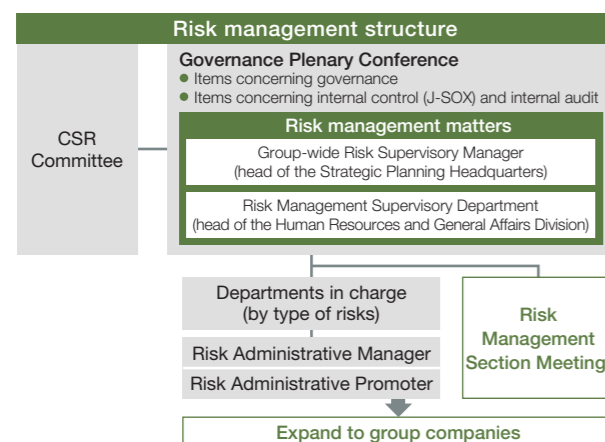 Risk management structure
CSR
Committee
Governance Plenary Conference
● Items concerning governance
● Items concerning internal control (J-SOX) and internal audit
Risk management matters
Group-wide Risk Supervisory Manager
(head of the Strategic Planning Headquarters)
Risk Management Supervisory Department
(head of the Human Resources and General Affairs Division)
Departments in charge
(by type of risks)
Risk Administrative Manager
Risk Administrative Promoter
Risk
Management
Section Meeting
Expand to group companies